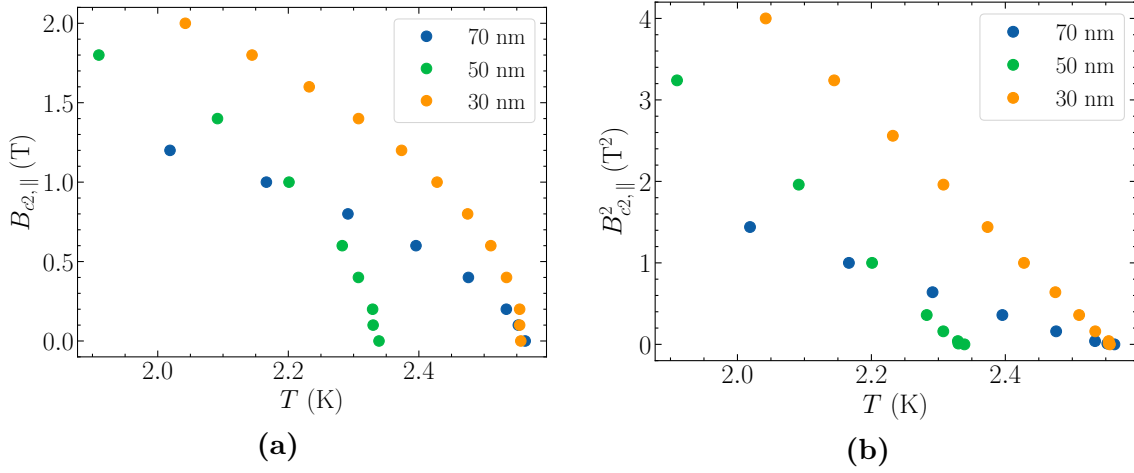 2.0
1.5
1.0
0.5
0.0
2.0
2.2
2.4
B_{c2,||} (T)
T (K)
70 nm
50 nm
30 nm
(a)
4
3
2
1
0
2.0
2.2
2.4
B^2_{c2,||} (T^2)
T (K)
70 nm
50 nm
30 nm
(b)